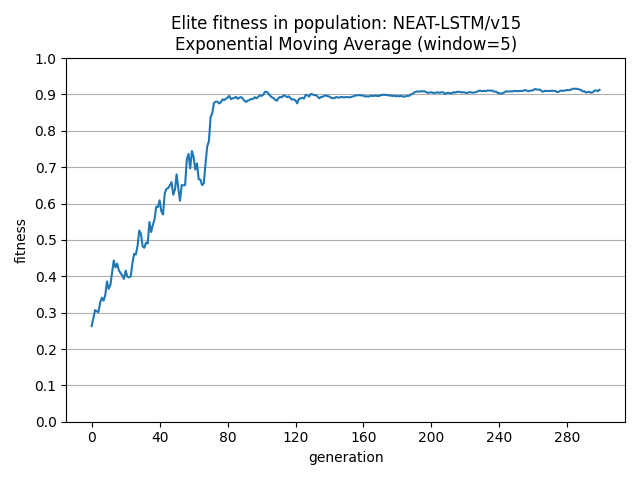 Elite fitness in population: NEAT-LSTM/v15
Exponential Moving Average (window=5)
1.0
0.9
0.8
0.7
0.6
0.5
0.4
0.3
0.2
0.1
0.0
fitness
0 40 80 120 160 200 240 280
generation